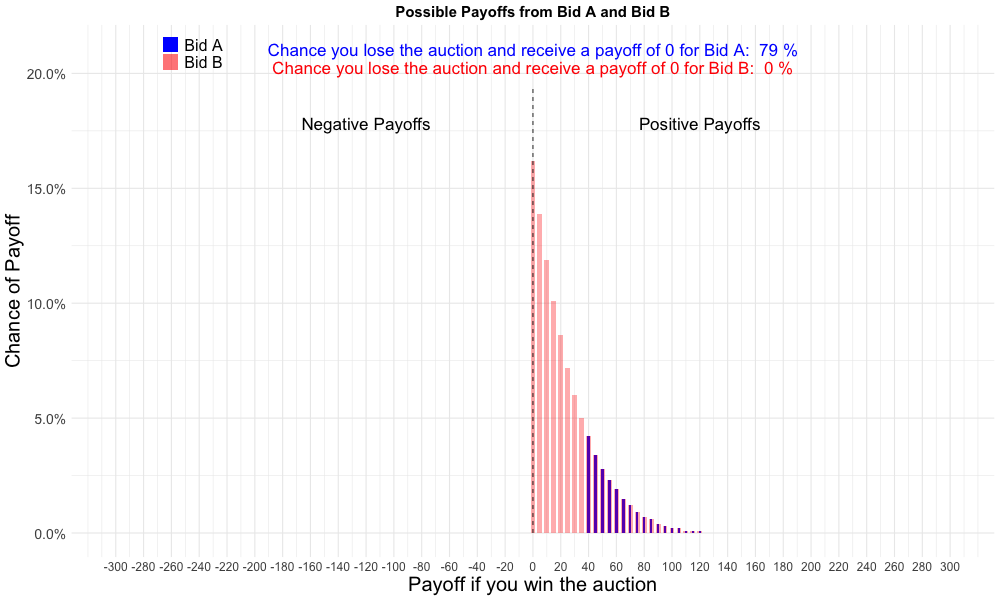 Possible Payoffs from Bid A and Bid B
Bid A
Bid B
Chance you lose the auction and receive a payoff of 0 for Bid A:  79 %
Chance you lose the auction and receive a payoff of 0 for Bid B:  0 %
Negative Payoffs
Positive Payoffs
Chance of Payoff
20.0%
15.0%
10.0%
5.0%
0.0%
-300 -280 -260 -240 -220 -200 -180 -160 -140 -120 -100 -80 -60 -40 -20 0 20 40 60 80 100 120 140 160 180 200 220 240 260 280 300
Payoff if you win the auction